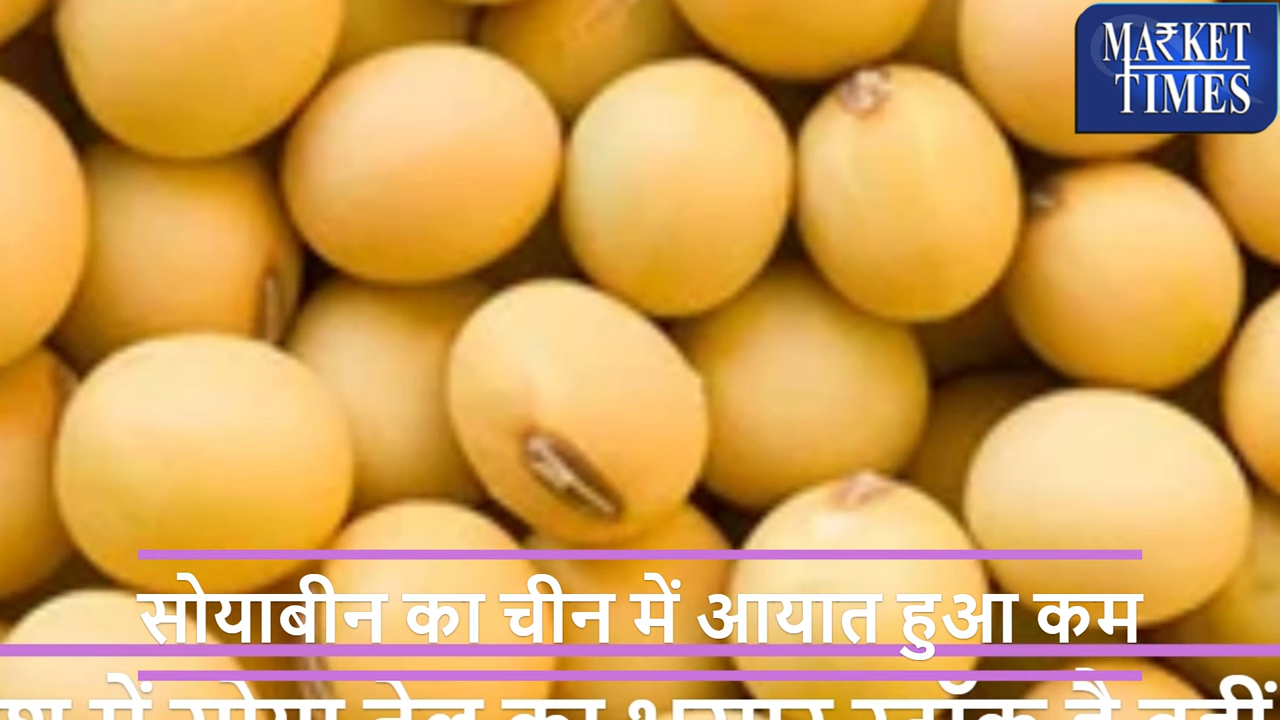 MA₹KET
TIMES
सोयाबीन का चीन में आयात हुआ कम
में सोया तेल का स्टॉक है